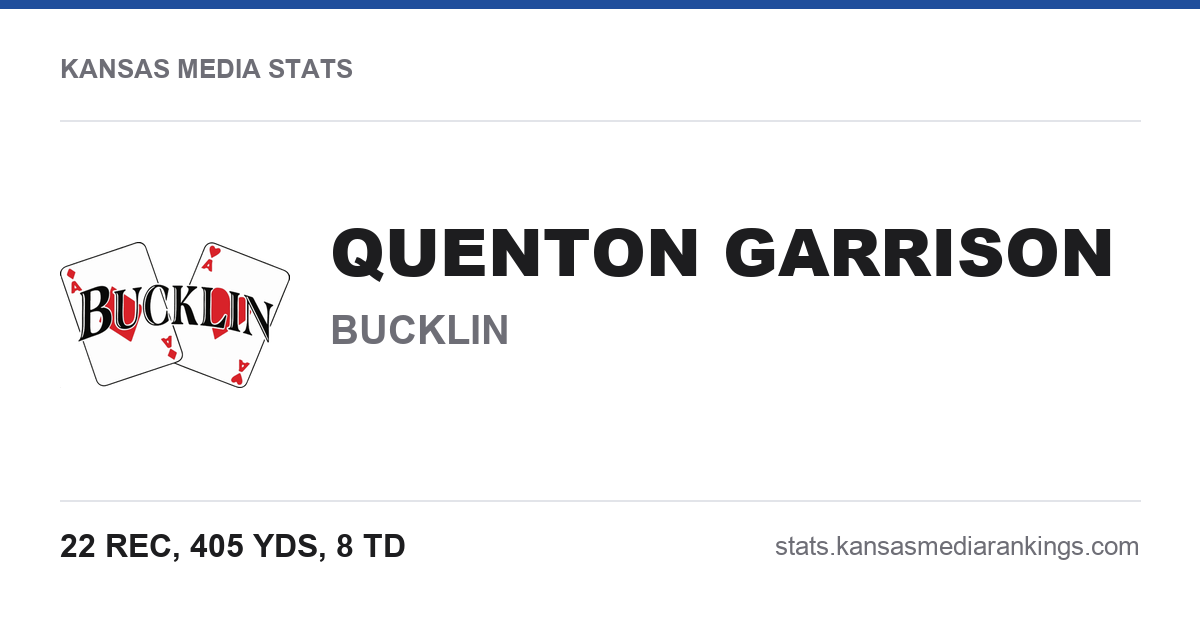 KANSAS MEDIA STATS
A
A
BUCKLIN
A
A
QUENTON GARRISON
BUCKLIN
22 REC, 405 YDS, 8 TD
stats.kansasmediarankings.com